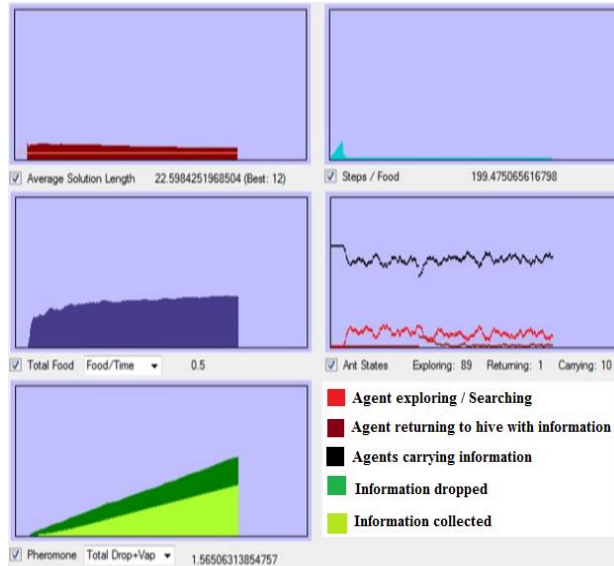 Average Solution Length 22.5984251968504 (Best: 12)
Steps / Food 199.475065616798
Total Food Food/Time 0.5
Ant States Exploring: 89 Returning: 1 Carrying: 10
Agent exploring / Searching
Agent returning to hive with information
Agents carrying information
Information dropped
Information collected
Pheromone Total Drop+Vap 1.56506313854757